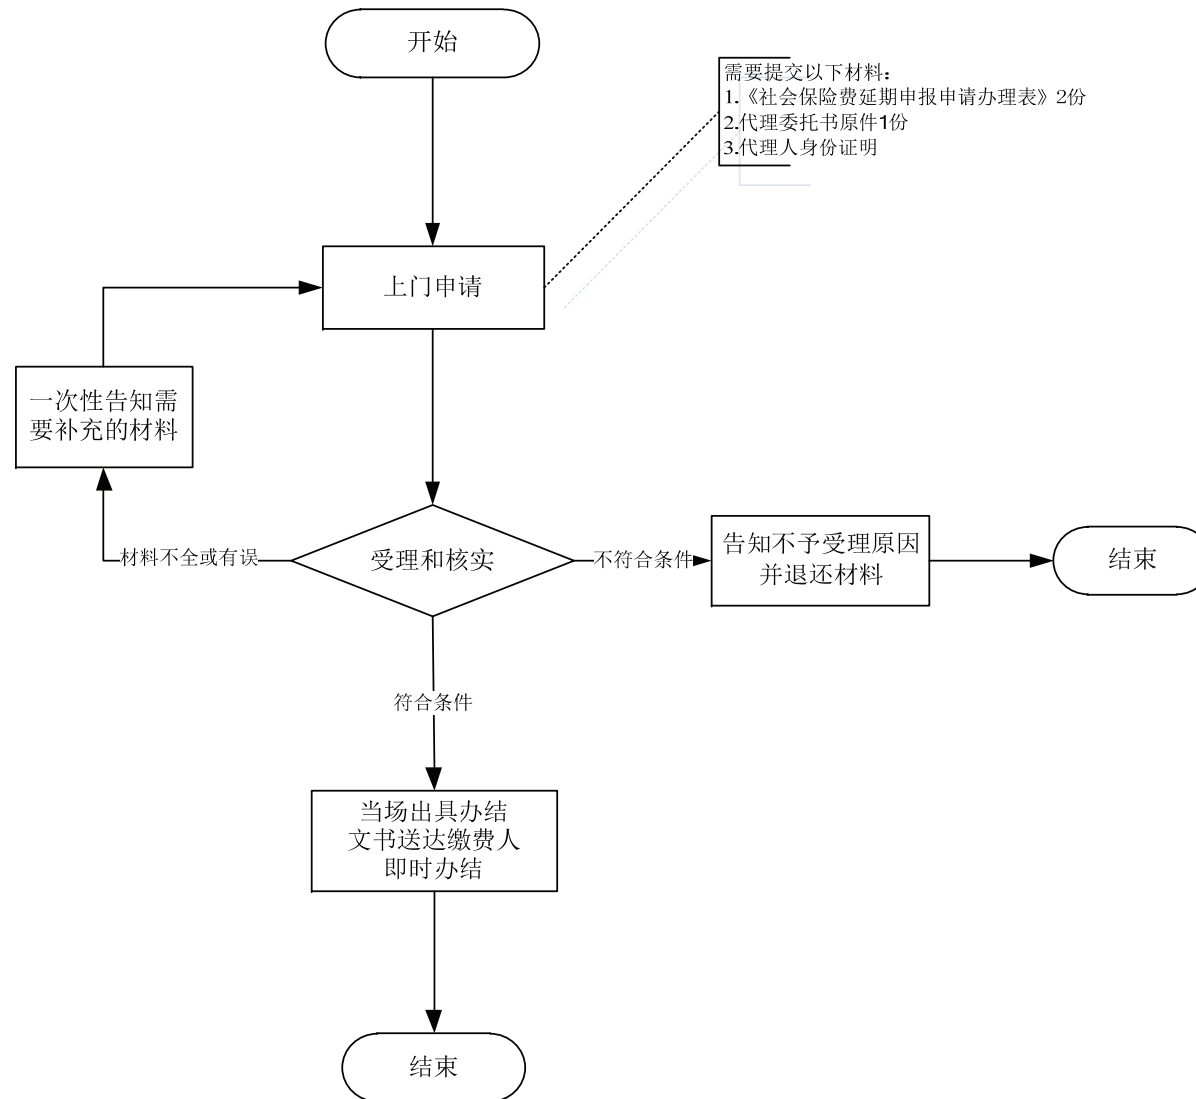 开始
需要提交以下材料：
1.《社会保险费延期申报申请办理表》2份
2.代理委托书原件1份
3.代理人身份证明
上门申请
一次性告知需
要补充的材料
材料不全或有误
受理和核实
不符合条件
告知不予受理原因
并退还材料
结束
符合条件
当场出具办结
文书送达缴费人
即时办结
结束